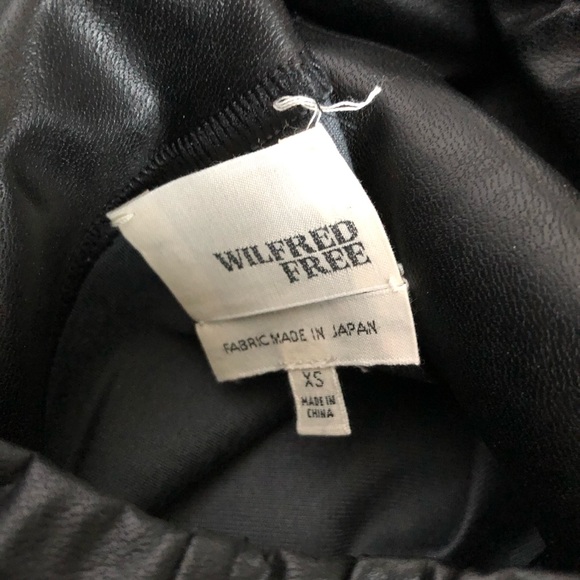 WILFRED
FREE
FABRIC MADE IN JAPAN
XS
MADE IN
CHINA